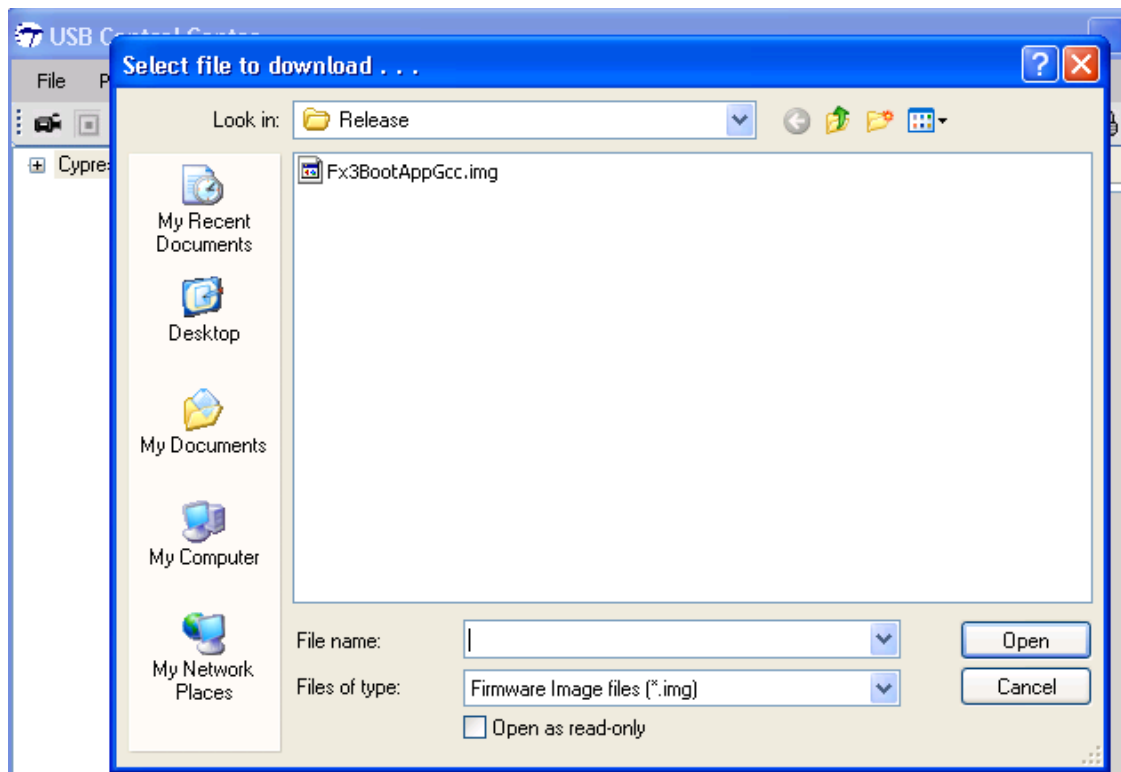 USB Control Center
Select file to download . . .
File P
Look in: Release
Cypres
Fx3BootAppGcc.img
My Recent
Documents
Desktop
My Documents
My Computer
My Network
Places
File name:
Open
Files of type: Firmware Image files (*.img)
Cancel
Open as read-only